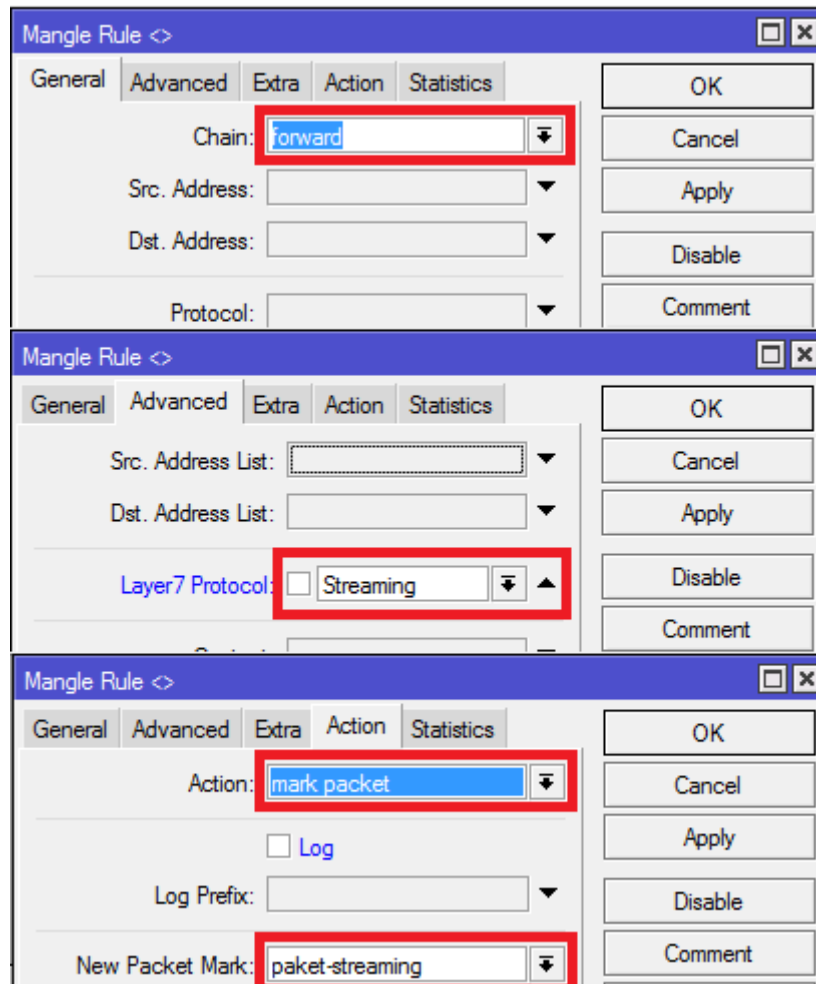 Mangle Rule <>
General Advanced Extra Action Statistics
OK
Chain: forward
Cancel
Src. Address:
Apply
Dst. Address:
Disable
Protocol:
Comment
Mangle Rule <>
General Advanced Extra Action Statistics
OK
Src. Address List:
Cancel
Dst. Address List:
Apply
Layer7 Protocol: Streaming
Disable
Comment
Mangle Rule <>
General Advanced Extra Action Statistics
OK
Action: mark packet
Cancel
Log
Apply
Log Prefix:
Disable
New Packet Mark: paket-streaming
Comment